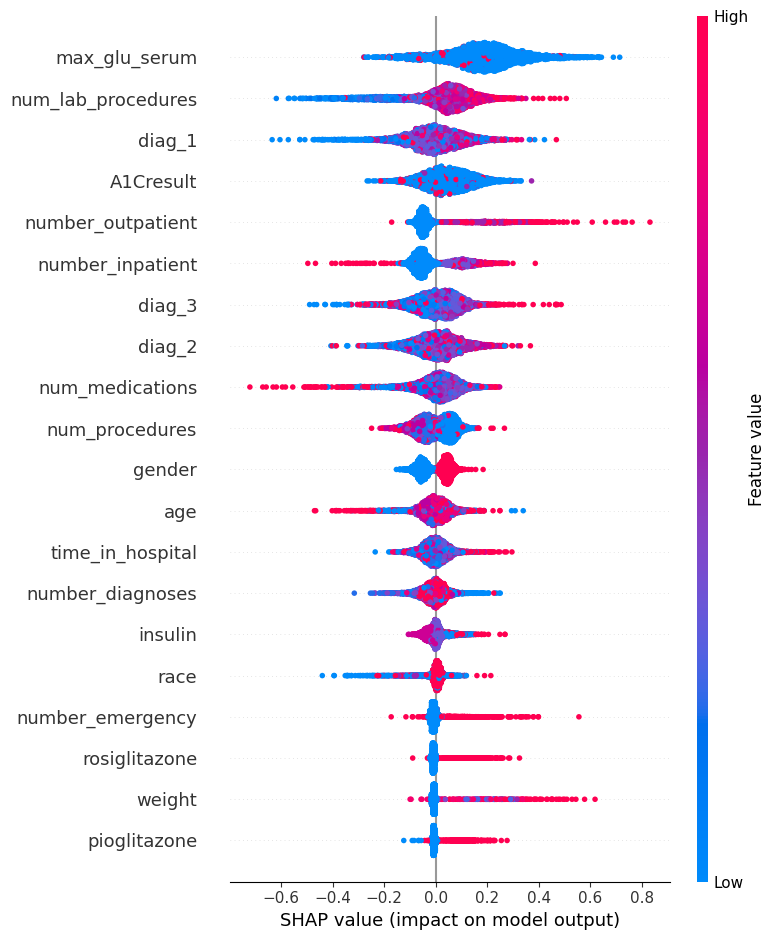 High
max_glu_serum
num_lab_procedures
diag_1
A1Cresult
number_outpatient
number_inpatient
diag_3
diag_2
num_medications
num_procedures
gender
age
time_in_hospital
number_diagnoses
insulin
race
number_emergency
rosiglitazone
weight
pioglitazone
Feature value
Low
−0.6 −0.4 −0.2 0.0 0.2 0.4 0.6 0.8
SHAP value (impact on model output)